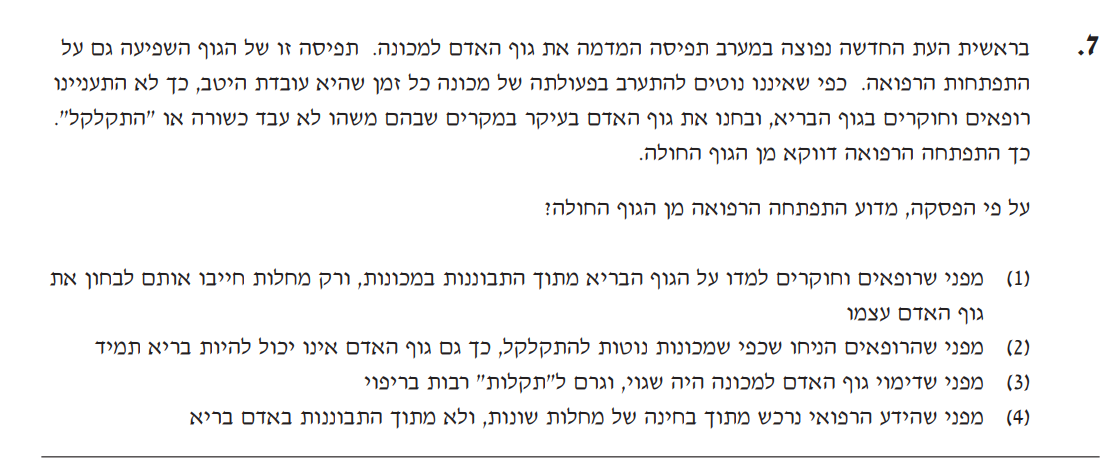 7. בראשית העת החדשה נפוצה במערב תפיסה המדמה את גוף האדם למכונה. תפיסה זו של הגוף השפיעה גם על
התפתחות הרפואה. כפי שאיננו נוטים להתערב בפעולתה של מכונה כל זמן שהיא עובדת היטב, כך לא התעניינו
רופאים וחוקרים בגוף הבריא, ובחנו את גוף האדם בעיקר במקרים שבהם משהו לא עבד כשורה או "התקלקל".
כך התפתחה הרפואה דווקא מן הגוף החולה.
על פי הפסקה, מדוע התפתחה הרפואה מן הגוף החולה?
(1) מפני שרופאים וחוקרים למדו על הגוף הבריא מתוך התבוננות במכונות, ורק מחלות חייבו אותם לבחון את
גוף האדם עצמו
(2) מפני שהרופאים הניחו שכפי שמכונות נוטות להתקלקל, כך גם גוף האדם אינו יכול להיות בריא תמיד
(3) מפני שדימוי גוף האדם למכונה היה שגוי, וגרם ל"תקלות" רבות בריפוי
(4) מפני שהידע הרפואי נרכש מתוך בחינה של מחלות שונות, ולא מתוך התבוננות באדם בריא